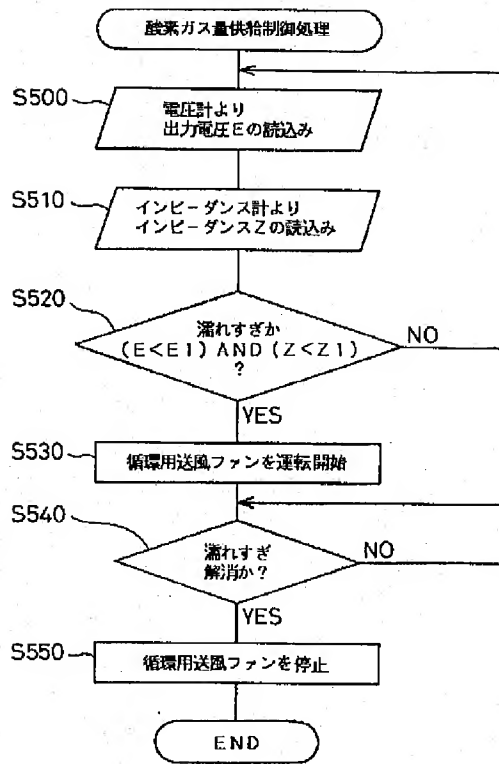 酸素ガス量供給制御処理
S500
電圧計より
出力電圧Eの読込み
S510
インピーダンス計より
インピーダンスZの読込み
S520
濡れすぎか
(E<E1) AND (Z<Z1)
?
NO
YES
S530
循環用送風ファンを運転開始
S540
濡れすぎ
解消か?
NO
YES
S550
循環用送風ファンを停止
END